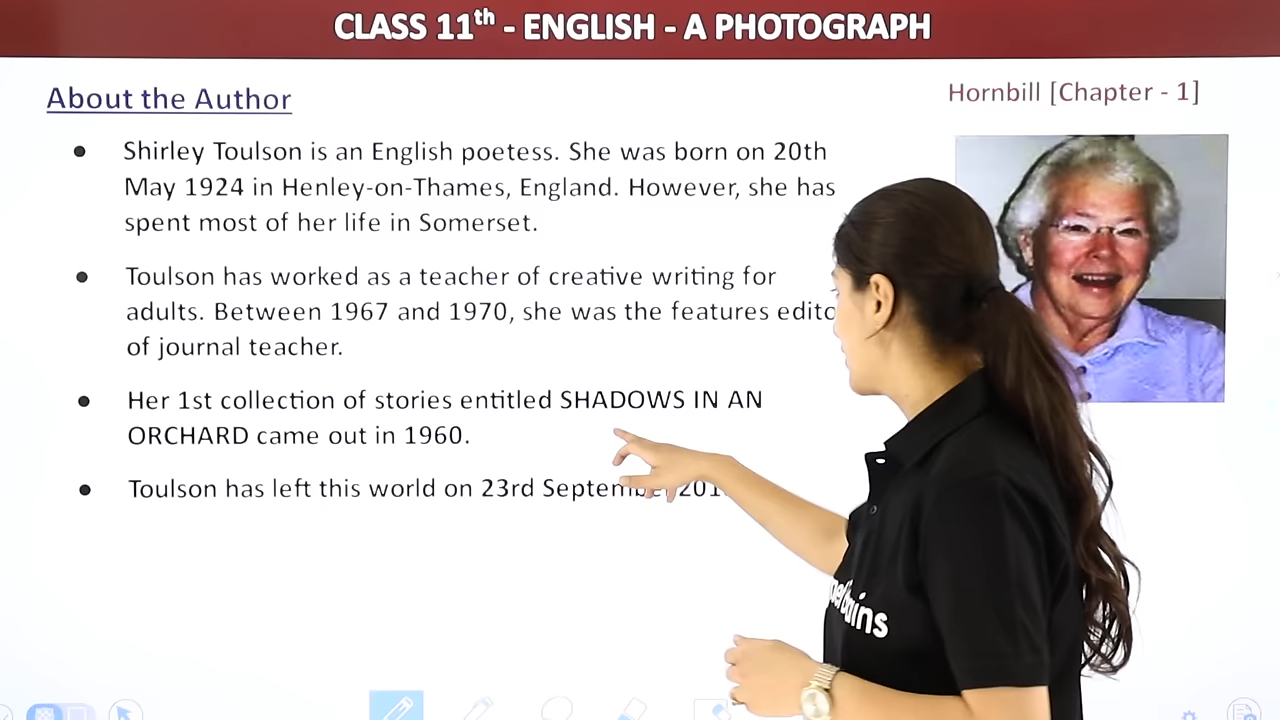 CLASS 11th - ENGLISH - A PHOTOGRAPH
About the Author
Hornbill [Chapter - 1]
● Shirley Toulson is an English poetess. She was born on 20th
May 1924 in Henley-on-Thames, England. However, she has
spent most of her life in Somerset.
● Toulson has worked as a teacher of creative writing for
adults. Between 1967 and 1970, she was the features
of journal teacher.
● Her 1st collection of stories entitled SHADOWS IN AN
ORCHARD came out in 1960.
● Toulson has left this world on 23rd